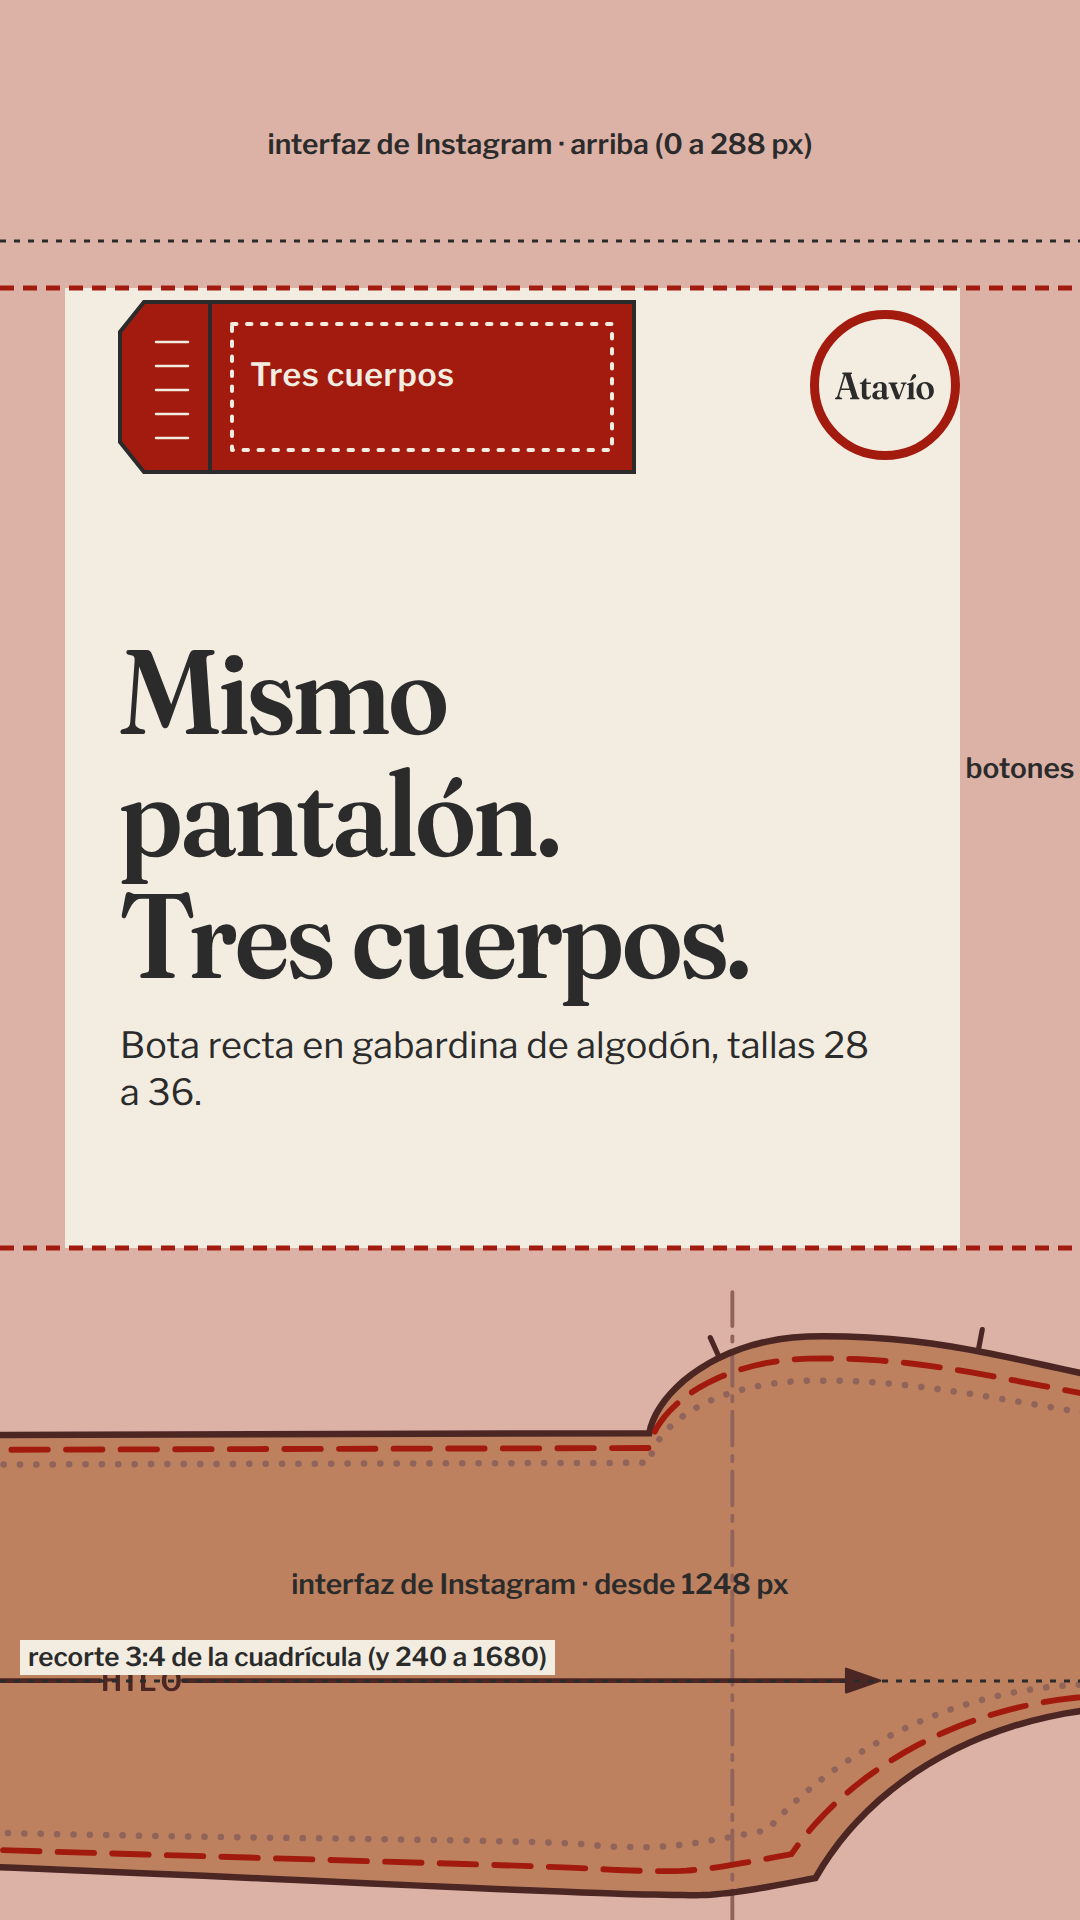 interfaz de Instagram · arriba (0 a 288 px)
Tres cuerpos
Atavío
Mismo
pantalón.
Tres cuerpos.
botones
Bota recta en gabardina de algodón, tallas 28
a 36.
interfaz de Instagram · desde 1248 px
recorte 3:4 de la cuadrícula (y 240 a 1680)
HILO